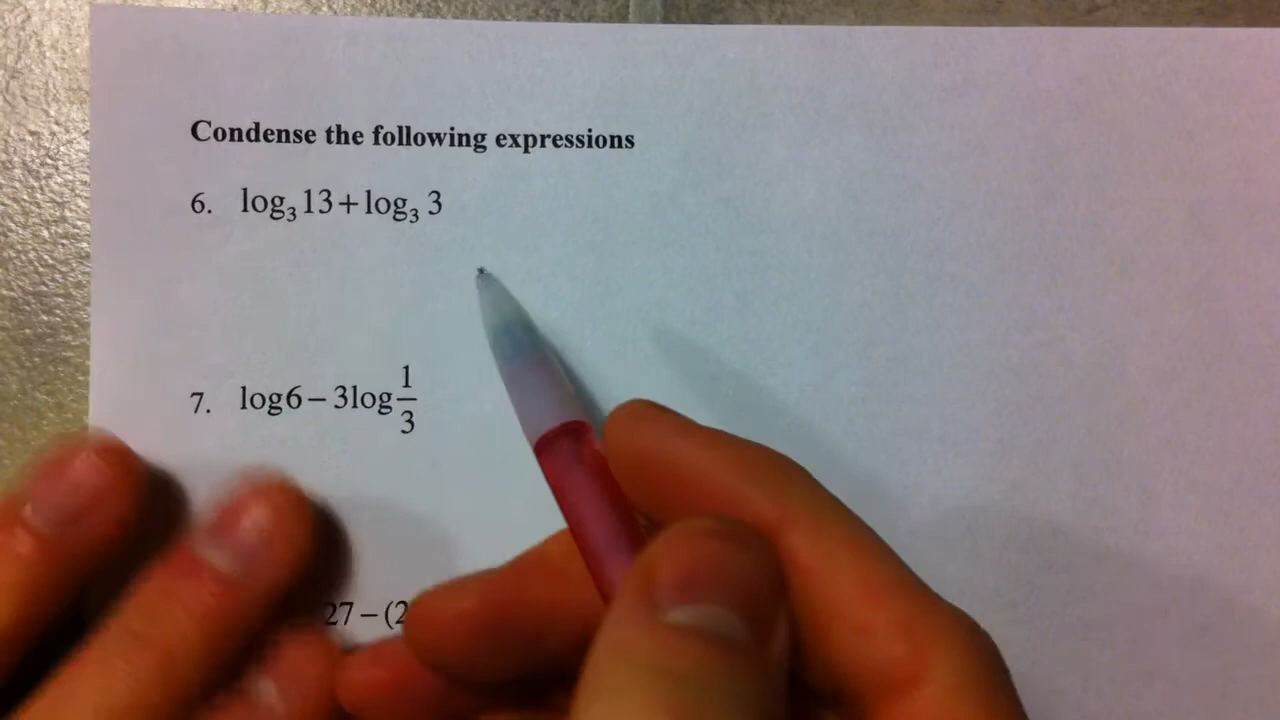 Condense the following expressions
6. log₃ 13 + log₃ 3
7. log 6 − 3 log 1/3
27 − (2